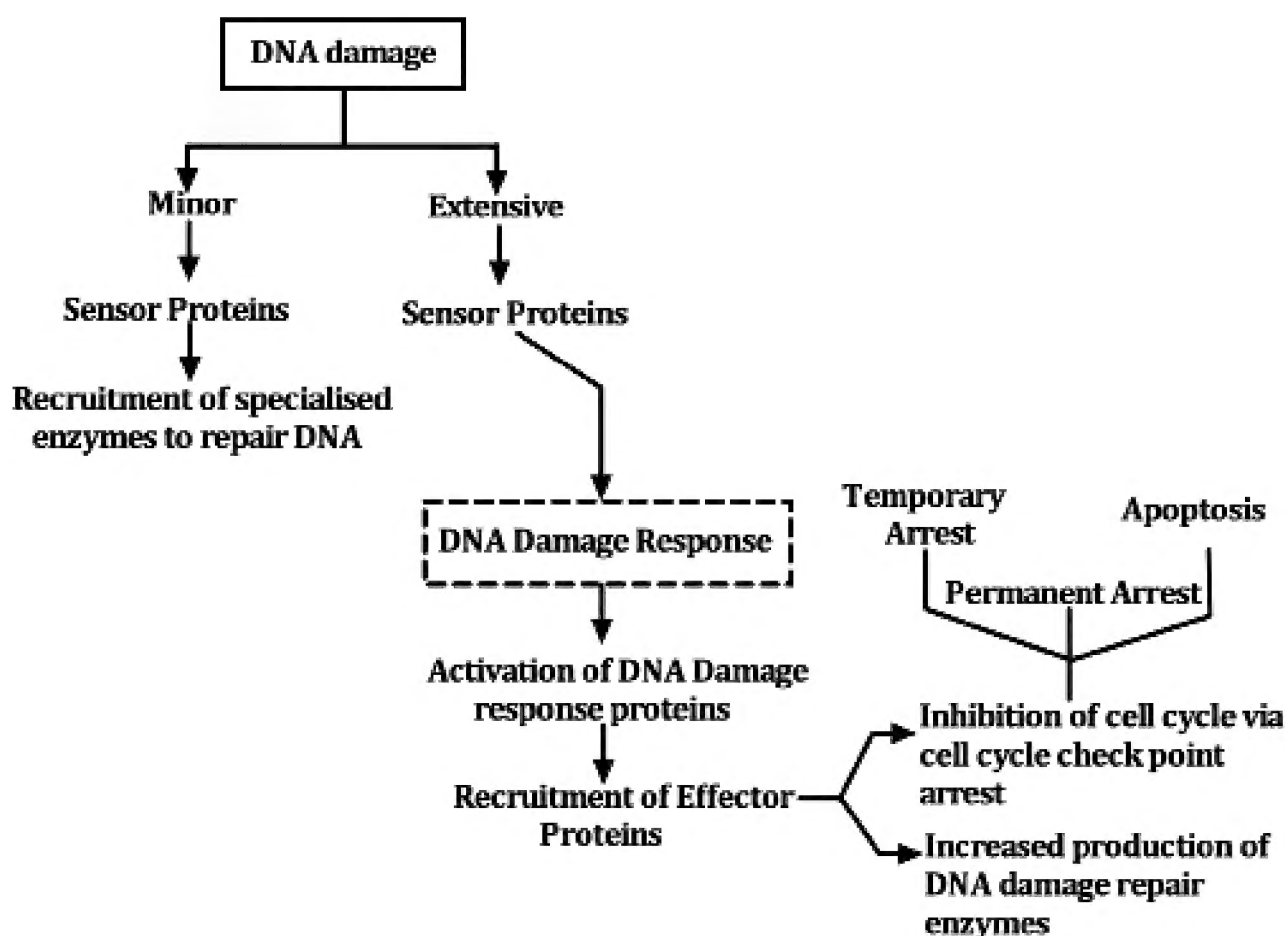 DNA damage
Minor
Extensive
Sensor Proteins
Sensor Proteins
Recruitment of specialised
enzymes to repair DNA
DNA Damage Response
Temporary
Arrest
Apoptosis
Permanent Arrest
Activation of DNA Damage
response proteins
Inhibition of cell cycle via
cell cycle check point
arrest
Recruitment of Effector
Proteins
Increased production of
DNA damage repair
enzymes